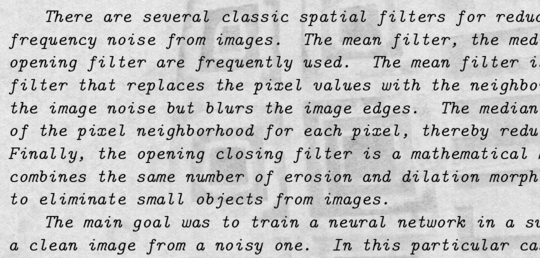 There are several classic spatial filters for reduc
frequency noise from images. The mean filter, the med
opening filter are frequently used. The mean filter i
filter that replaces the pixel values with the neighbo
the image noise but blurs the image edges. The median
of the pixel neighborhood for each pixel, thereby redu
Finally, the opening closing filter is a mathematical
combines the same number of erosion and dilation morph
to eliminate small objects from images.
The main goal was to train a neural network in a su
a clean image from a noisy one. In this particular ca